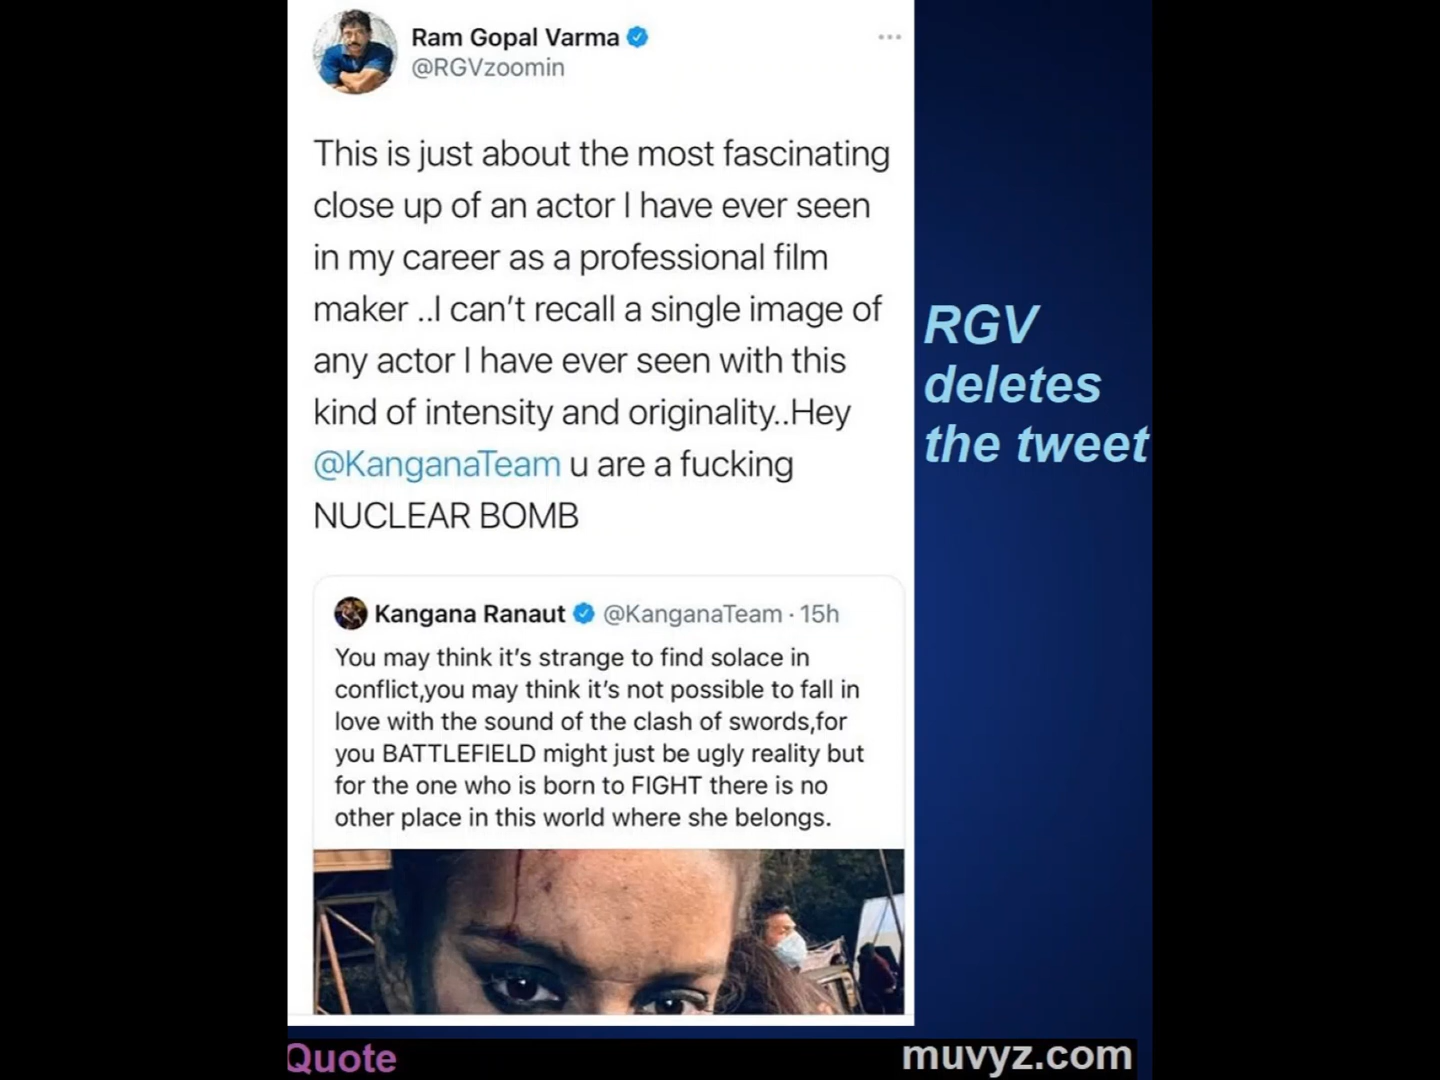 Ram Gopal Varma
@RGVzoomin
This is just about the most fascinating
close up of an actor I have ever seen
in my career as a professional film
maker ..I can't recall a single image of
any actor I have ever seen with this
kind of intensity and originality..Hey
@KanganaTeam u are a fucking
NUCLEAR BOMB
Kangana Ranaut @KanganaTeam · 15h
You may think it's strange to find solace in
conflict,you may think it's not possible to fall in
love with the sound of the clash of swords,for
you BATTLEFIELD might just be ugly reality but
for the one who is born to FIGHT there is no
other place in this world where she belongs.
RGV
deletes
the tweet
Quote
muvyz.com